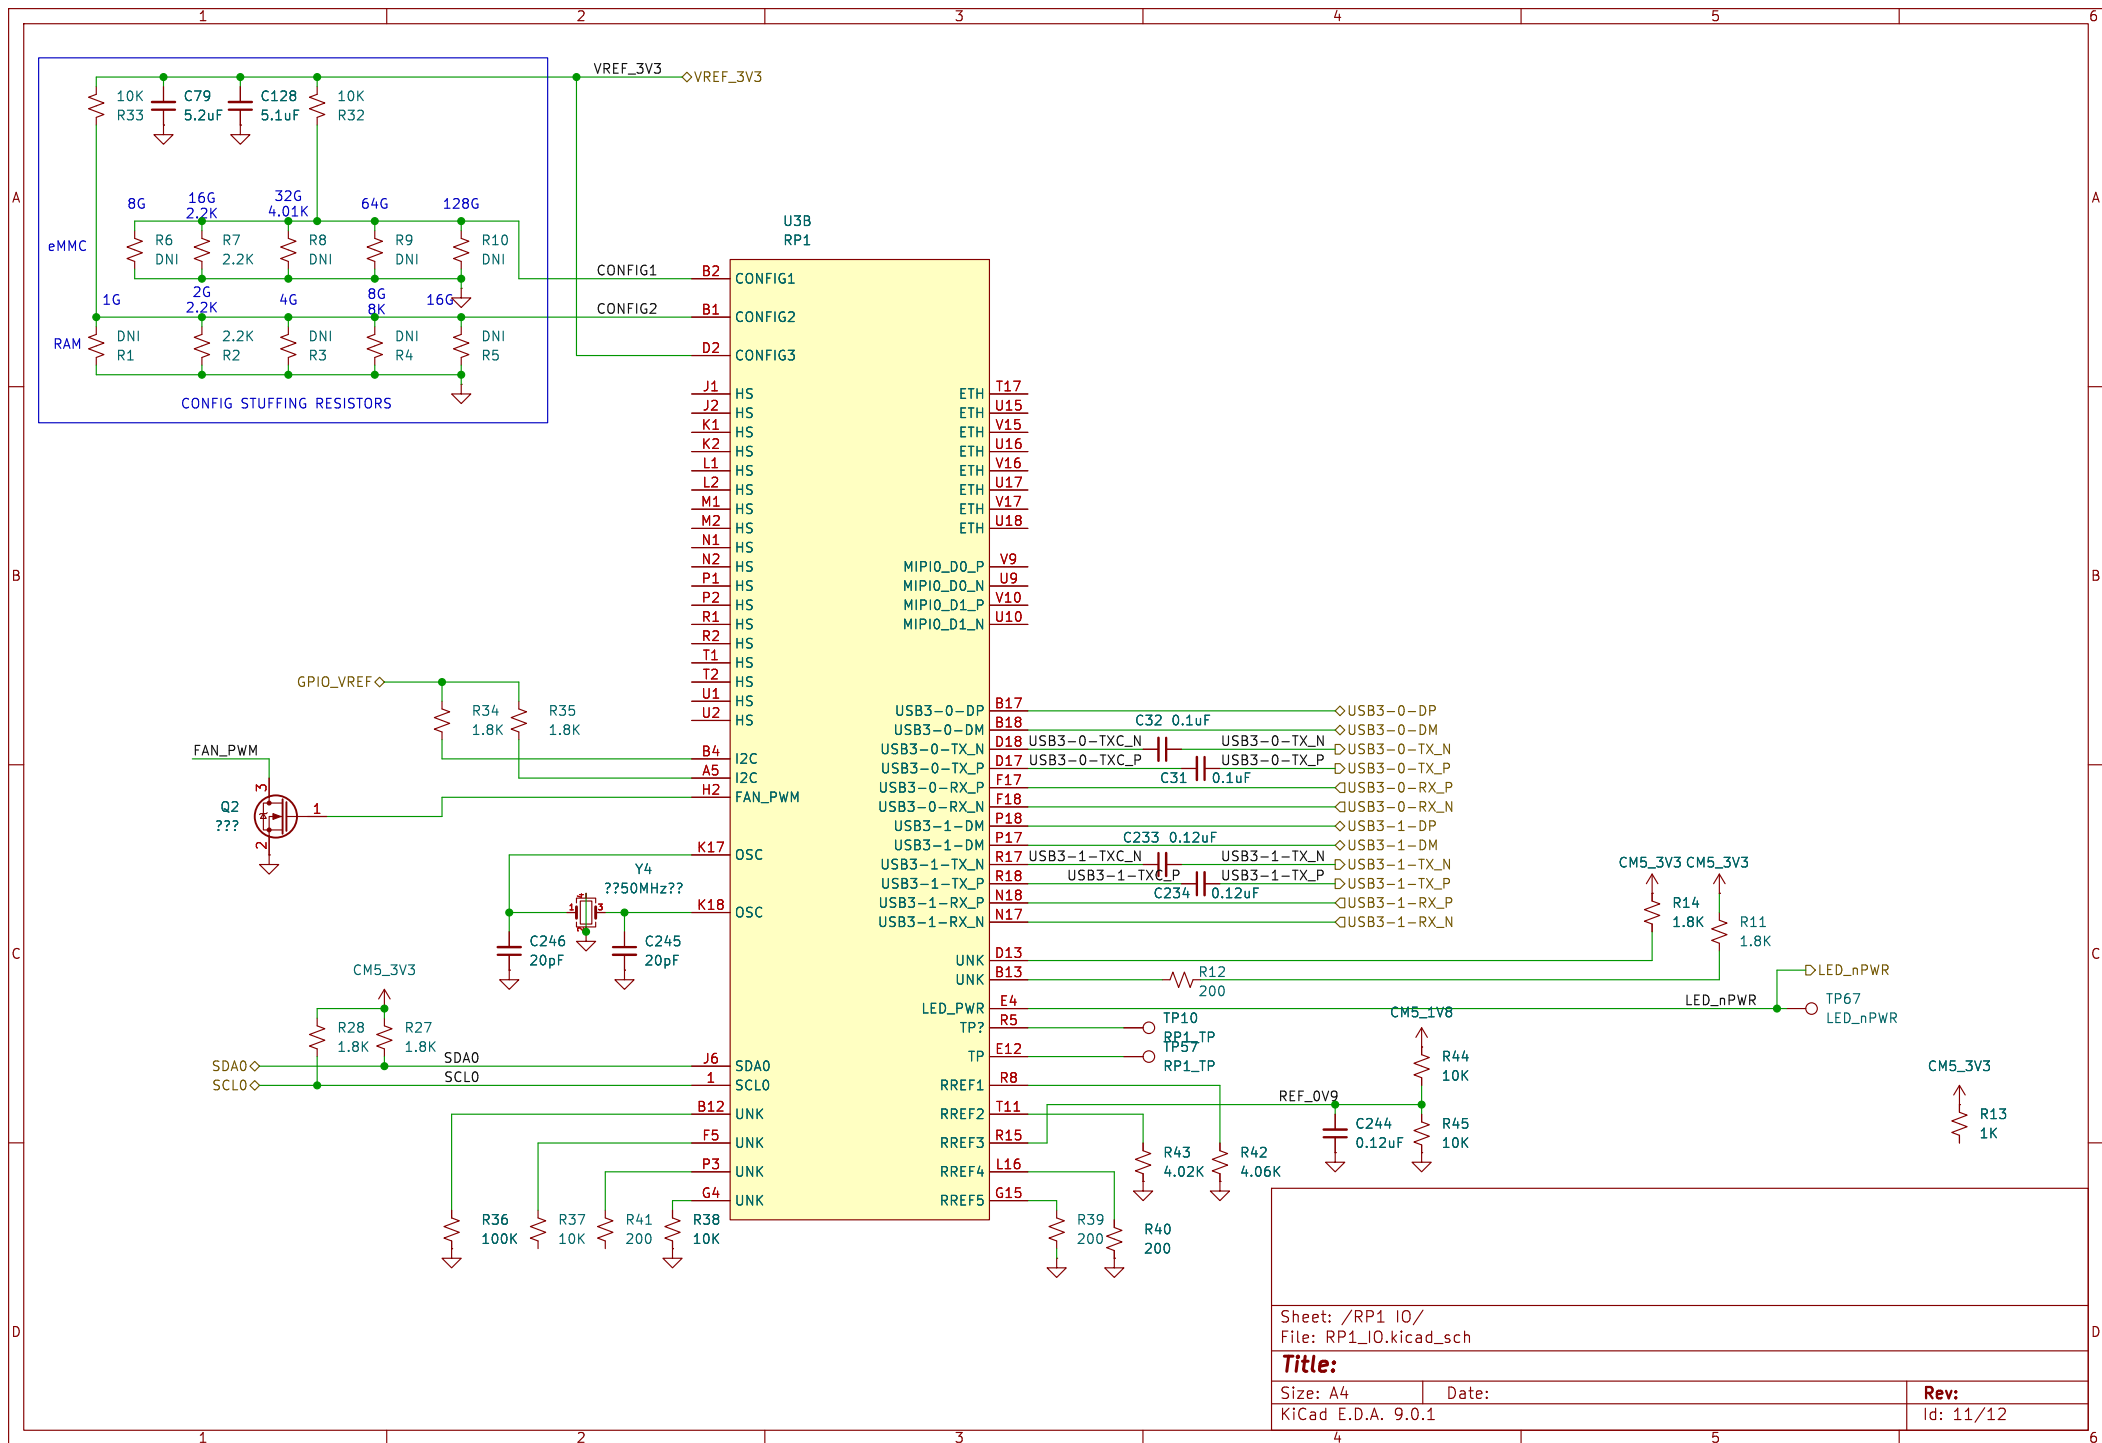 1 2 3 4 5 6
A
B
C
D
A
B
C
D
1 2 3 4 5 6
VREF_3V3
VREF_3V3
10K
R33
C79
5.2uF
C128
5.1uF
10K
R32
8G
16G
2.2K
32G
4.01K
64G
128G
eMMC
R6
DNI
R7
2.2K
R8
DNI
R9
DNI
R10
DNI
1G
2G
2.2K
4G
8G
8K
16G
RAM
DNI
R1
2.2K
R2
DNI
R3
DNI
R4
DNI
R5
CONFIG STUFFING RESISTORS
CONFIG1
CONFIG2
U3B
RP1
B2 CONFIG1
B1 CONFIG2
D2 CONFIG3
J1 HS
J2 HS
K1 HS
K2 HS
L1 HS
L2 HS
M1 HS
M2 HS
N1 HS
N2 HS
P1 HS
P2 HS
R1 HS
R2 HS
T1 HS
T2 HS
U1 HS
U2 HS
B4 I2C
A5 I2C
H2 FAN_PWM
K17 OSC
K18 OSC
J6 SDA0
1 SCL0
B12 UNK
F5 UNK
P3 UNK
G4 UNK
ETH T17
ETH U15
ETH V15
ETH U16
ETH V16
ETH U17
ETH V17
ETH U18
MIPI0_D0_P V9
MIPI0_D0_N U9
MIPI0_D1_P V10
MIPI0_D1_N U10
USB3-0-DP B17
USB3-0-DM B18
USB3-0-TX_N D18
USB3-0-TX_P D17
USB3-0-RX_P F17
USB3-0-RX_N F18
USB3-1-DM P18
USB3-1-DM P17
USB3-1-TX_N R17
USB3-1-TX_P R18
USB3-1-RX_P N18
USB3-1-RX_N N17
UNK D13
UNK B13
LED_PWR E4
TP? R5
TP E12
RREF1 R8
RREF2 T11
RREF3 R15
RREF4 L16
RREF5 G15
GPIO_VREF
R34
1.8K
R35
1.8K
FAN_PWM
3
Q2
???
1
2
Y4
??50MHz??
1
3
C246
20pF
C245
20pF
CM5_3V3
R28
1.8K
R27
1.8K
SDA0
SCL0
SDA0
SCL0
R36
100K
R37
10K
R41
200
R38
10K
C32 0.1uF
USB3-0-TXC_N
USB3-0-TX_N
USB3-0-TXC_P
USB3-0-TX_P
C31 0.1uF
C233 0.12uF
USB3-1-TXC_N
USB3-1-TX_N
USB3-1-TXC_P
USB3-1-TX_P
C234 0.12uF
USB3-0-DP
USB3-0-DM
USB3-0-TX_N
USB3-0-TX_P
USB3-0-RX_P
USB3-0-RX_N
USB3-1-DP
USB3-1-DM
USB3-1-TX_N
USB3-1-TX_P
USB3-1-RX_P
USB3-1-RX_N
CM5_3V3 CM5_3V3
R14
1.8K
R11
1.8K
R12
200
LED_nPWR
LED_nPWR
TP67
LED_nPWR
TP10
RP1_TP
TP57
RP1_TP
CM5_1V8
R44
10K
REF_0V9
C244
0.12uF
R45
10K
R43
4.02K
R42
4.06K
R39
200
R40
200
CM5_3V3
R13
1K
Sheet: /RP1 IO/
File: RP1_IO.kicad_sch
Title:
Size: A4 Date: Rev:
KiCad E.D.A. 9.0.1 Id: 11/12